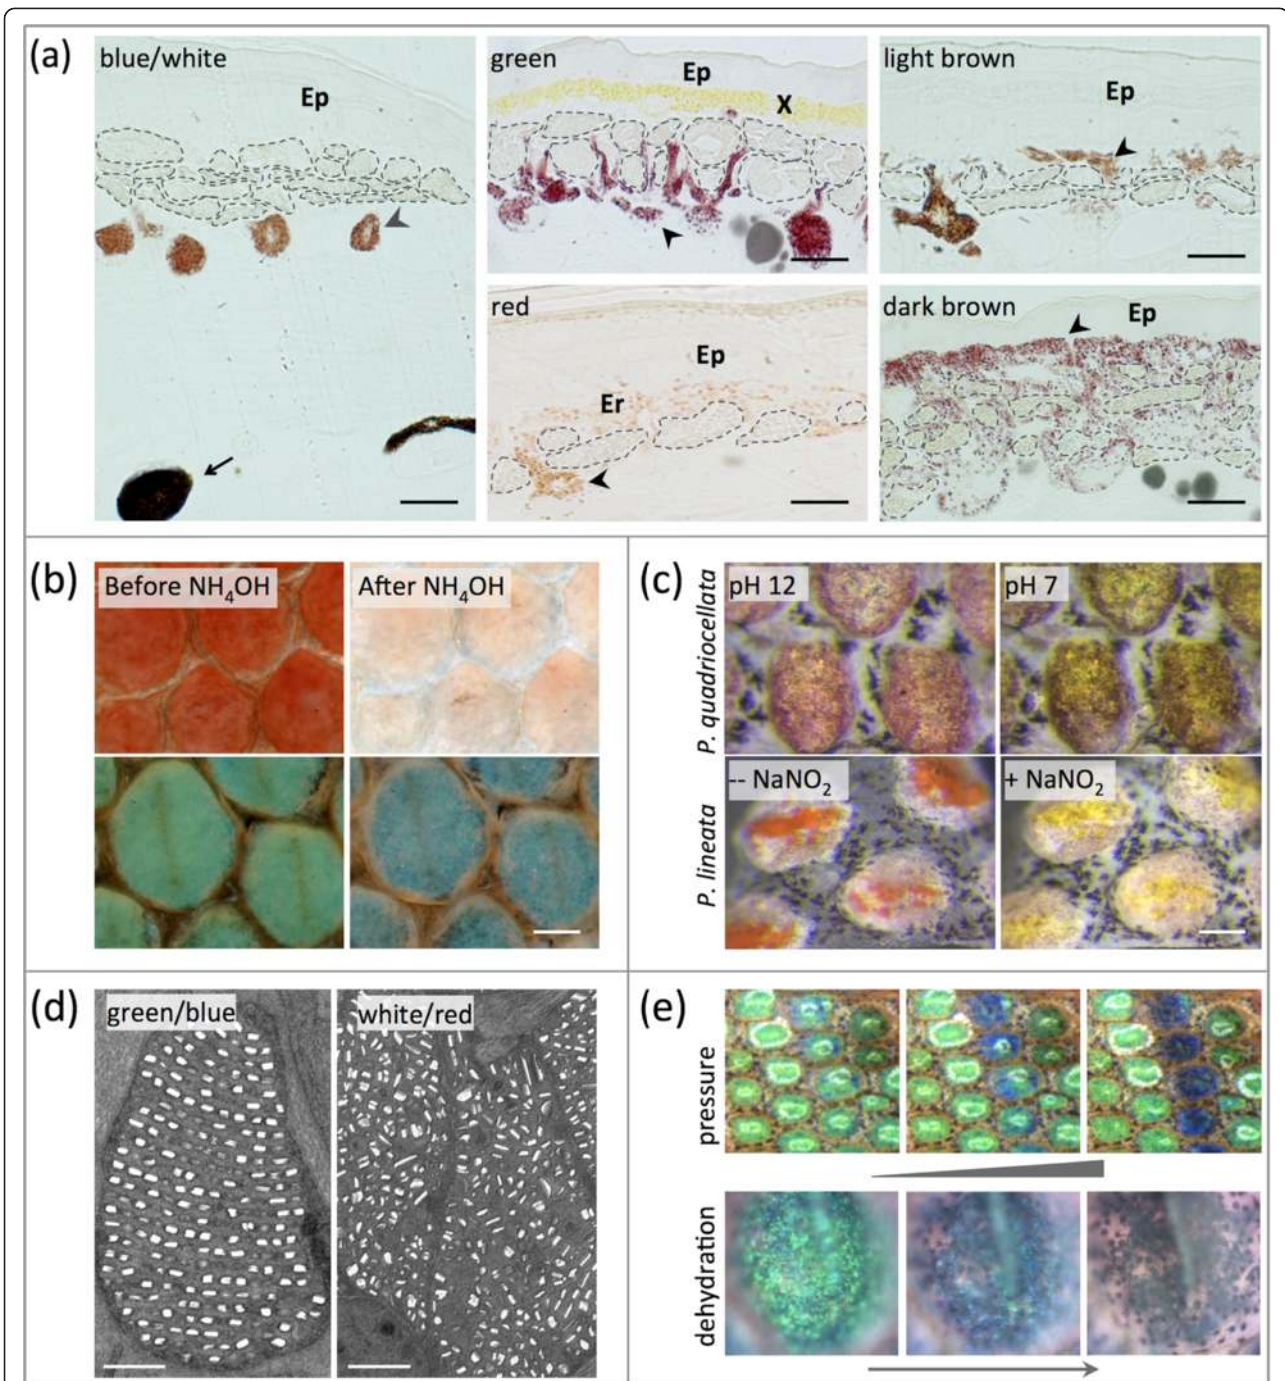 (a)
blue/white
Ep
green
Ep
X
light brown
Ep
red
Ep
Er
dark brown
Ep
(b)
Before NH₄OH
After NH₄OH
(c)
P. quadriocellata
pH 12
pH 7
P. lineata
-- NaNO₂
+ NaNO₂
(d)
green/blue
white/red
(e)
pressure
dehydration